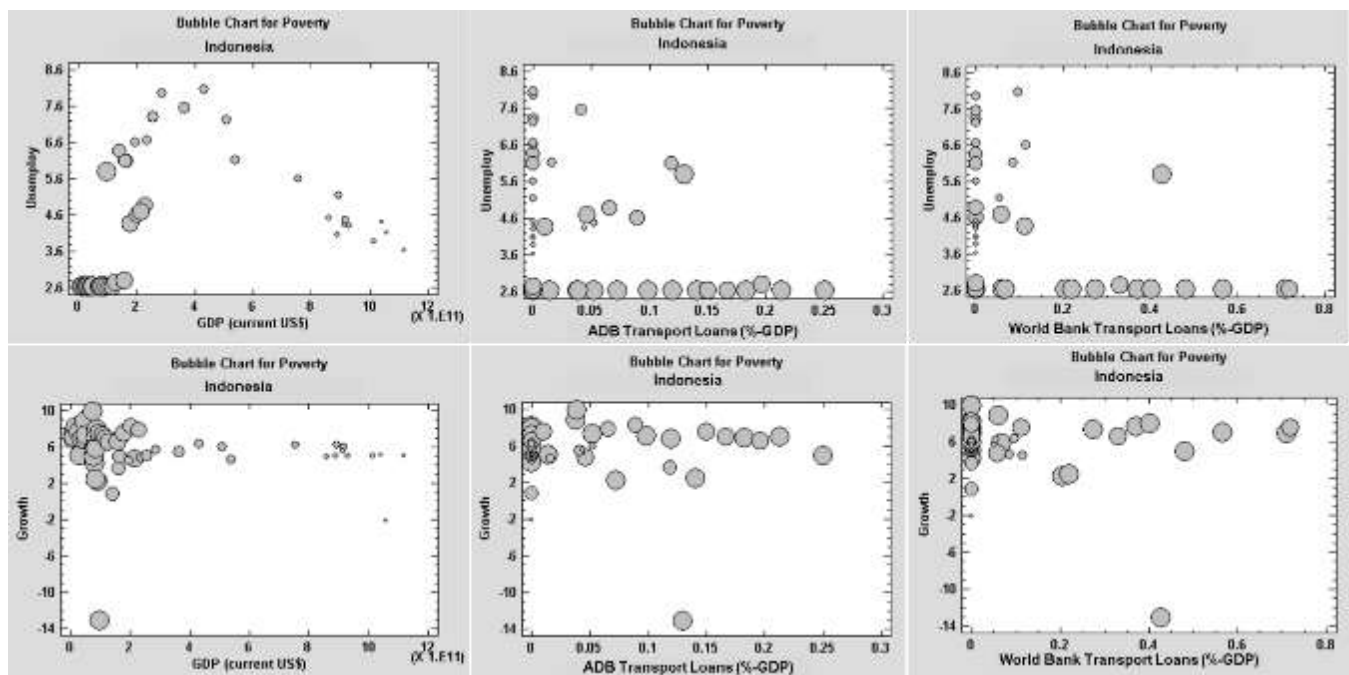 Bubble Chart for Poverty
Indonesia
Unemploy
8.6
7.6
6.6
5.6
4.6
3.6
2.6
0 2 4 6 8 10 12
GDP (current US$)
(X 1.E11)
Bubble Chart for Poverty
Indonesia
Unemploy
8.6
7.6
6.6
5.6
4.6
3.6
2.6
0 0.05 0.1 0.15 0.2 0.25 0.3
ADB Transport Loans (%-GDP)
Bubble Chart for Poverty
Indonesia
Unemploy
8.6
7.6
6.6
5.6
4.6
3.6
2.6
0 0.2 0.4 0.6 0.8
World Bank Transport Loans (%-GDP)
Bubble Chart for Poverty
Indonesia
Growth
10
6
2
-2
-6
-10
-14
0 2 4 6 8 10 12
GDP (current US$)
(X 1.E11)
Bubble Chart for Poverty
Indonesia
Growth
10
6
2
-2
-6
-10
-14
0 0.05 0.1 0.15 0.2 0.25 0.3
ADB Transport Loans (%-GDP)
Bubble Chart for Poverty
Indonesia
Growth
10
6
2
-2
-6
-10
-14
0 0.2 0.4 0.6 0.8
World Bank Transport Loans (%-GDP)